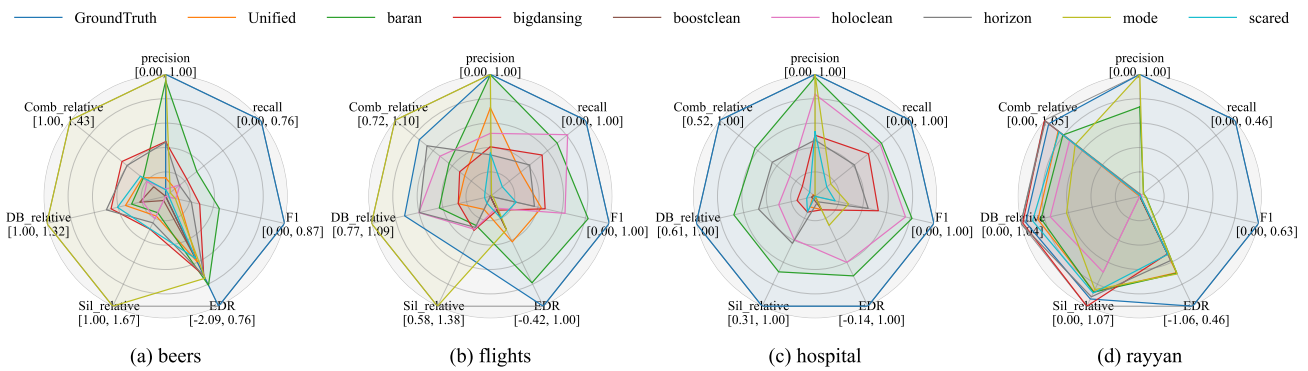 GroundTruth Unified baran bigdansing boostclean holoclean horizon mode scared
precision
[0.00, 1.00]
recall
[0.00, 0.76]
F1
[0.00, 0.87]
EDR
[-2.09, 0.76]
Sil_relative
[1.00, 1.67]
DB_relative
[1.00, 1.32]
Comb_relative
[1.00, 1.43]
(a) beers
precision
[0.00, 1.00]
recall
[0.00, 1.00]
F1
[0.00, 1.00]
EDR
[-0.42, 1.00]
Sil_relative
[0.58, 1.38]
DB_relative
[0.77, 1.09]
Comb_relative
[0.72, 1.10]
(b) flights
precision
[0.00, 1.00]
recall
[0.00, 1.00]
F1
[0.00, 1.00]
EDR
[-0.14, 1.00]
Sil_relative
[0.31, 1.00]
DB_relative
[0.61, 1.00]
Comb_relative
[0.52, 1.00]
(c) hospital
precision
[0.00, 1.00]
recall
[0.00, 0.46]
F1
[0.00, 0.63]
EDR
[-1.06, 0.46]
Sil_relative
[0.00, 1.07]
DB_relative
[0.00, 1.04]
Comb_relative
[0.00, 1.05]
(d) rayyan